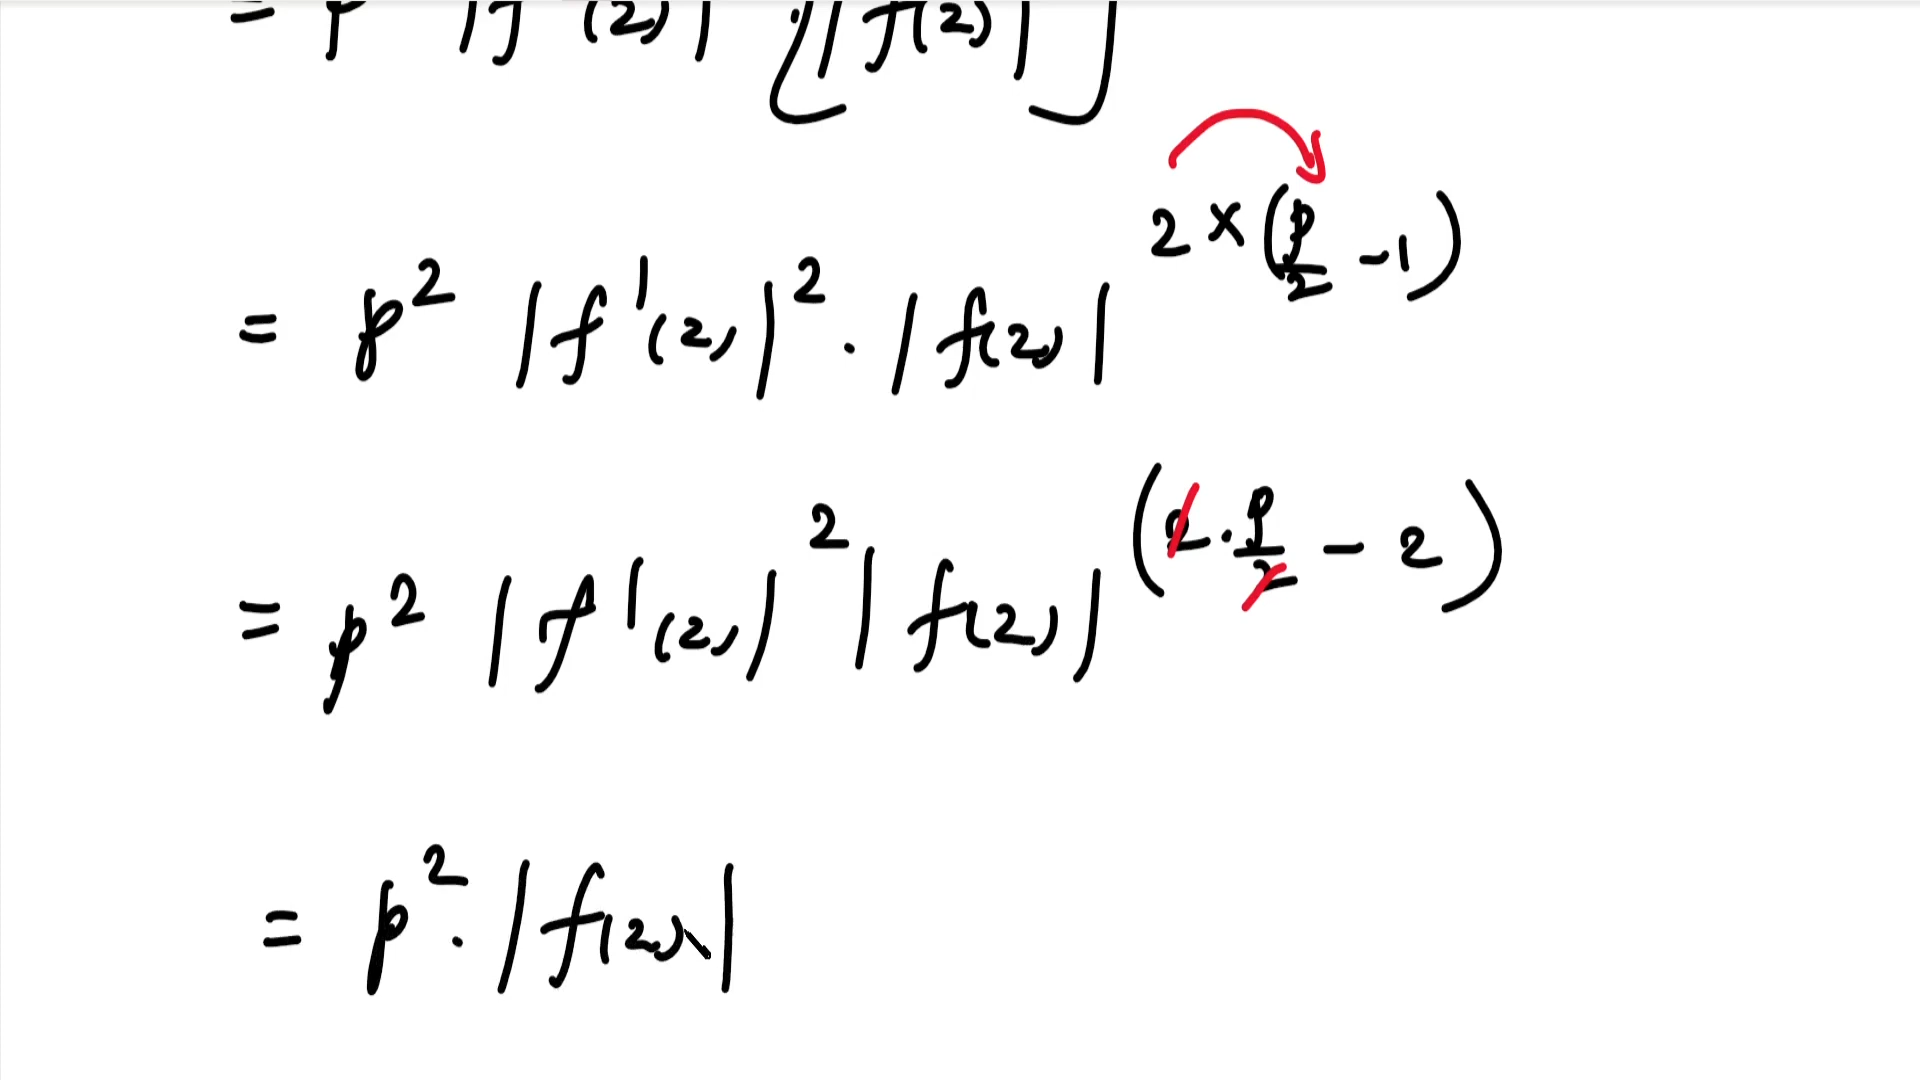 = p |f'(z)| [|f(z)|]
= p² |f'(z)|² · |f(z)|^{2×(p/2 - 1)}
= p² |f'(z)|² |f(z)|^{(2·p/2 - 2)}
= p² · |f(z)|